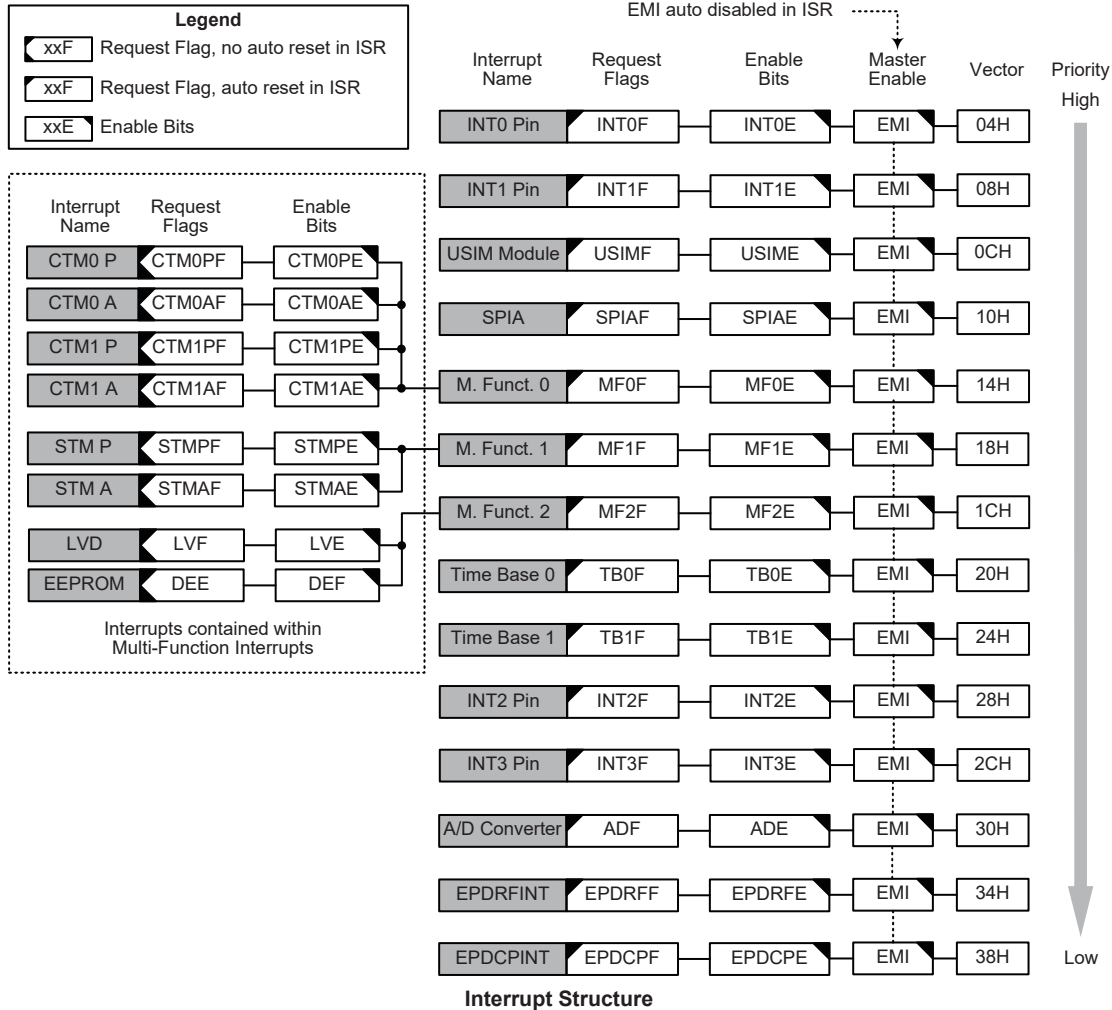 Legend
xxF Request Flag, no auto reset in ISR
xxF Request Flag, auto reset in ISR
xxE Enable Bits
EMI auto disabled in ISR
Interrupt Name Request Flags Enable Bits Master Enable Vector Priority
High
INT0 Pin INT0F INT0E EMI 04H
INT1 Pin INT1F INT1E EMI 08H
USIM Module USIMF USIME EMI 0CH
SPIA SPIAF SPIAE EMI 10H
M. Funct. 0 MF0F MF0E EMI 14H
M. Funct. 1 MF1F MF1E EMI 18H
M. Funct. 2 MF2F MF2E EMI 1CH
Time Base 0 TB0F TB0E EMI 20H
Time Base 1 TB1F TB1E EMI 24H
INT2 Pin INT2F INT2E EMI 28H
INT3 Pin INT3F INT3E EMI 2CH
A/D Converter ADF ADE EMI 30H
EPDRFINT EPDRFF EPDRFE EMI 34H
EPDCPINT EPDCPF EPDCPE EMI 38H
Low
Interrupt Name Request Flags Enable Bits
CTM0 P CTM0PF CTM0PE
CTM0 A CTM0AF CTM0AE
CTM1 P CTM1PF CTM1PE
CTM1 A CTM1AF CTM1AE
STM P STMPF STMPE
STM A STMAF STMAE
LVD LVF LVE
EEPROM DEE DEF
Interrupts contained within
Multi-Function Interrupts
Interrupt Structure